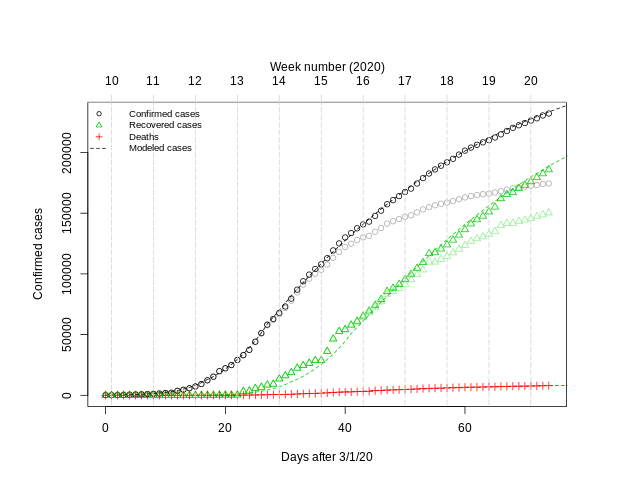 Week number (2020)
10 11 12 13 14 15 16 17 18 19 20
Confirmed cases
Recovered cases
Deaths
Modeled cases
Confirmed cases
200000
150000
100000
50000
0
0 20 40 60
Days after 3/1/20